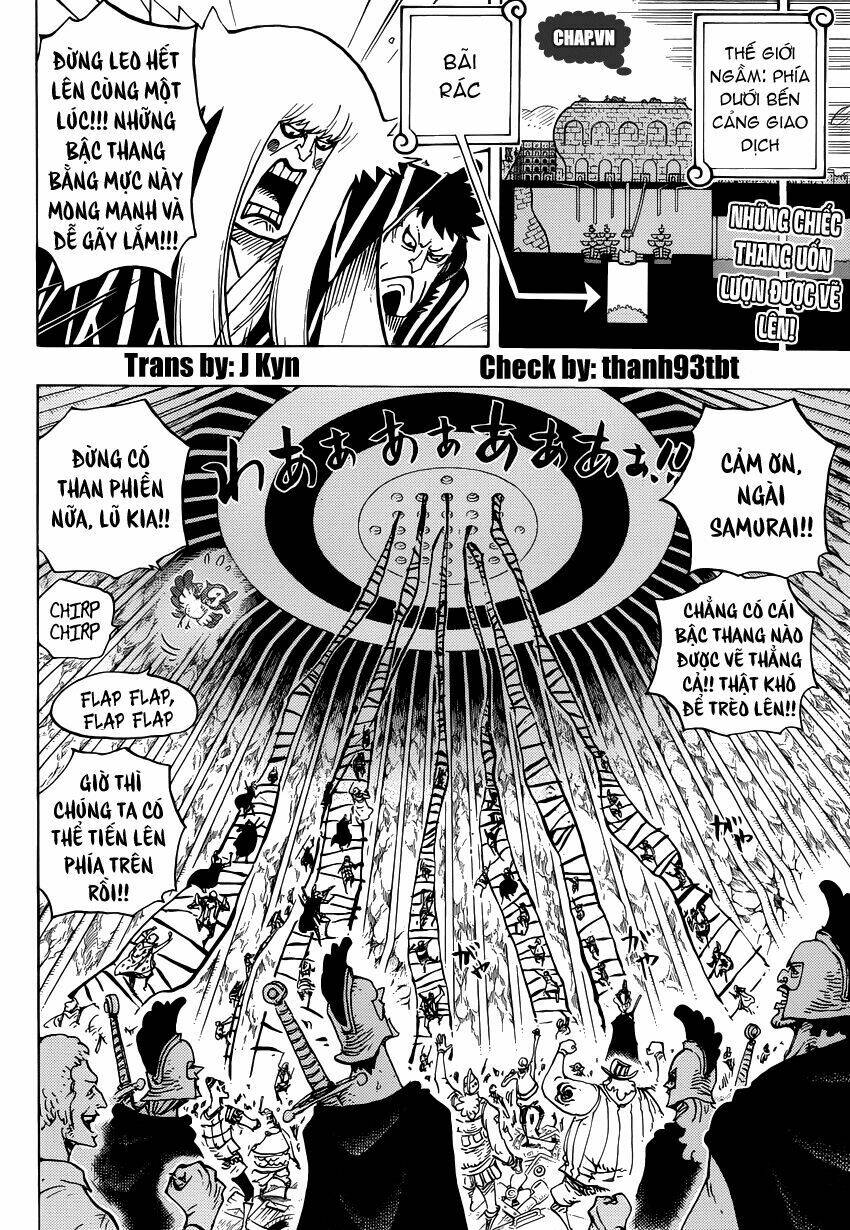 ĐỪNG LEO HẾT
LÊN CÙNG MỘT
LÚC!!! NHỮNG
BẬC THANG
BẰNG MỰC NÀY
MONG MANH VÀ
DỄ GÃY LẮM!!!
BÃI
RÁC
CHAP.VN
THẾ GIỚI
NGẦM: PHÍA
DƯỚI BẾN
CẢNG GIAO
DỊCH
NHỮNG CHIẾC
THANG UỐN
LƯỢN ĐƯỢC VẼ
LÊN!
Trans by: J Kyn
Check by: thanh93tbt
ĐỪNG CÓ
THAN PHIỀN
NỮA, LŨ KIA!!
わあぁあぁあぁあぁ!!
CẢM ƠN,
NGÀI
SAMURAI!!
CHIRP
CHIRP
CHẲNG CÓ CÁI
BẬC THANG NÀO
ĐƯỢC VẼ THẲNG
CẢ!! THẬT KHÓ
ĐỂ TRÈO LÊN!!
FLAP FLAP,
FLAP FLAP
GIỜ THÌ
CHÚNG TA CÓ
THỂ TIẾN LÊN
PHÍA TRÊN
RỒI!!
ガヤ
ガヤ